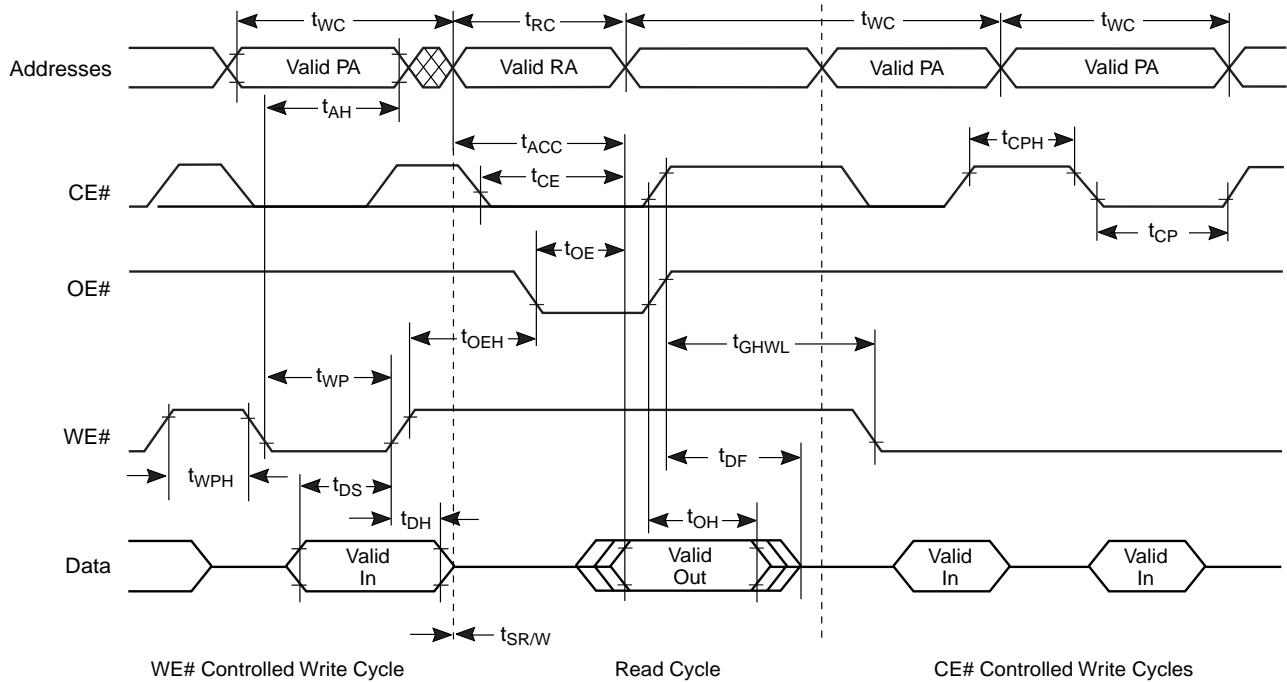 tWC tRC tWC tWC
Addresses Valid PA Valid RA Valid PA Valid PA
tAH
tACC tCPH
CE# tCE
tCP
tOE
OE#
tOEH tGHWL
tWP
WE#
tDF
tWPH tDS
tDH tOH
Data Valid In Valid Out Valid In Valid In
tSR/W
WE# Controlled Write Cycle Read Cycle CE# Controlled Write Cycles